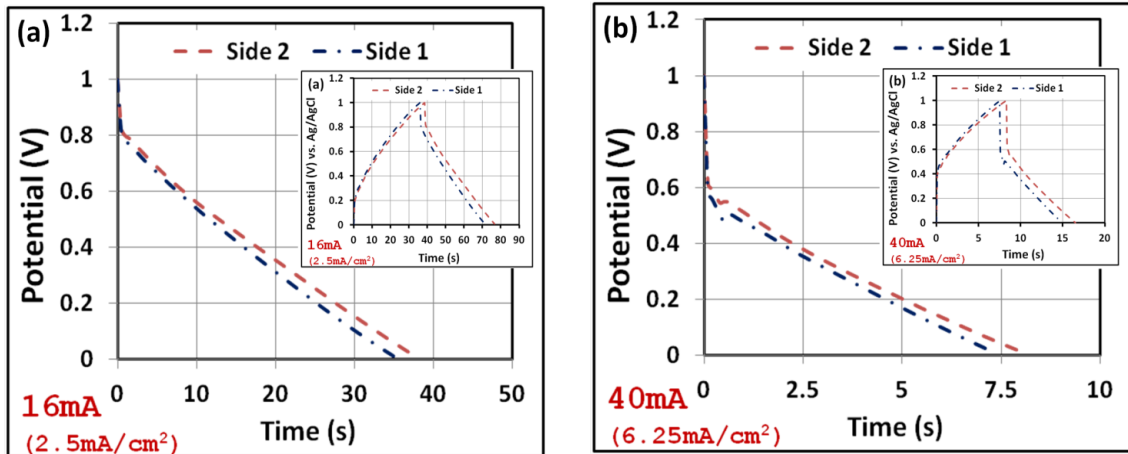 (a)
1.2
1
0.8
0.6
0.4
0.2
0
Potential (V)
Side 2
Side 1
(a)
1.2
1.0
0.8
0.6
0.4
0.2
0
Potential (V) vs. Ag/AgCl
Side 2
Side 1
0 10 20 30 40 50 60 70 80 90
Time (s)
16mA
(2.5mA/cm²)
0 10 20 30 40 50
Time (s)
16mA
(2.5mA/cm²)
(b)
1.2
1
0.8
0.6
0.4
0.2
0
Potential (V)
Side 2
Side 1
(b)
1.2
1.0
0.8
0.6
0.4
0.2
0
Potential (V) vs. Ag/AgCl
Side 2
Side 1
0 5 10 15 20
Time (s)
40mA
(6.25mA/cm²)
0 2.5 5 7.5 10
Time (s)
40mA
(6.25mA/cm²)